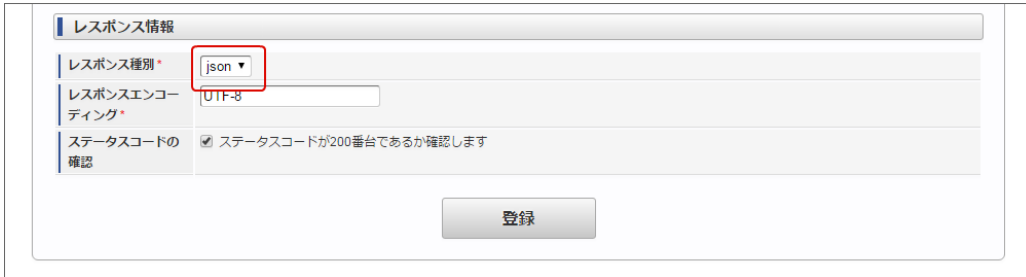 レスポンス情報
レスポンス種別*
json ▼
レスポンスエンコー
ディング*
UTF-8
ステータスコードの
確認
ステータスコードが200番台であるか確認します
登録